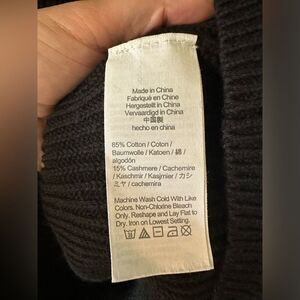 Made in China
Fabriqué en Chine
Hergestellt in China
Vervaardigd in China
中国製
hecho en china
85% Cotton / Coton /
Baumwolle / Katoen / 綿 /
algodón
15% Cashmere / Cachemire
/ Kaschmir / Kasjmier / カシ
ミヤ / cachemira
Machine Wash Cold With Like
Colors. Non-Chlorine Bleach
Only. Reshape and Lay Flat to
Dry. Iron on Lowest Setting.